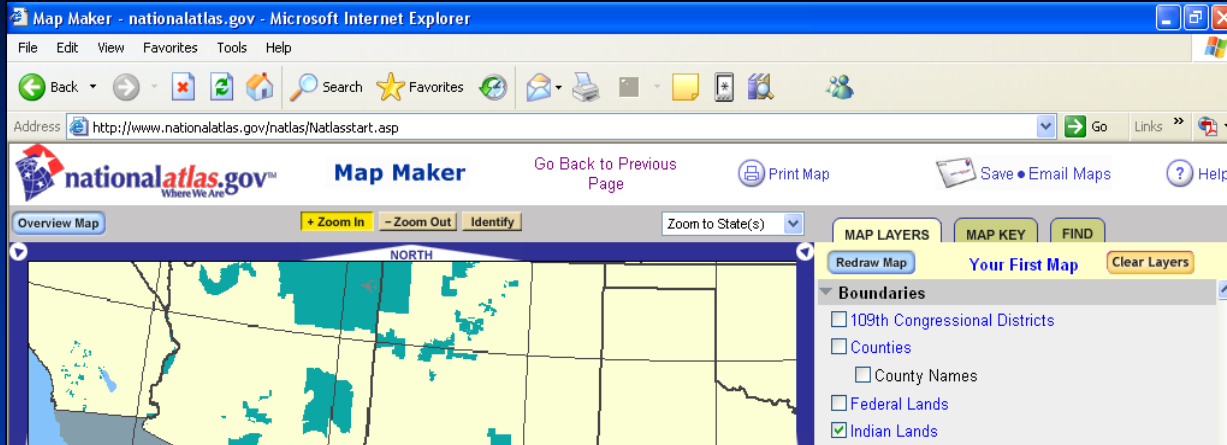 Map Maker - nationalatlas.gov - Microsoft Internet Explorer
File Edit View Favorites Tools Help
Back Search Favorites
Address http://www.nationalatlas.gov/natlas/Natlasstart.asp Go Links »
nationalatlas.gov™ Map Maker Go Back to Previous Print Map Save • Email Maps ? Help
Where We Are Page
Overview Map + Zoom In – Zoom Out Identify Zoom to State(s) MAP LAYERS MAP KEY FIND
NORTH Redraw Map Your First Map Clear Layers
Boundaries
109th Congressional Districts
Counties
County Names
Federal Lands
Indian Lands